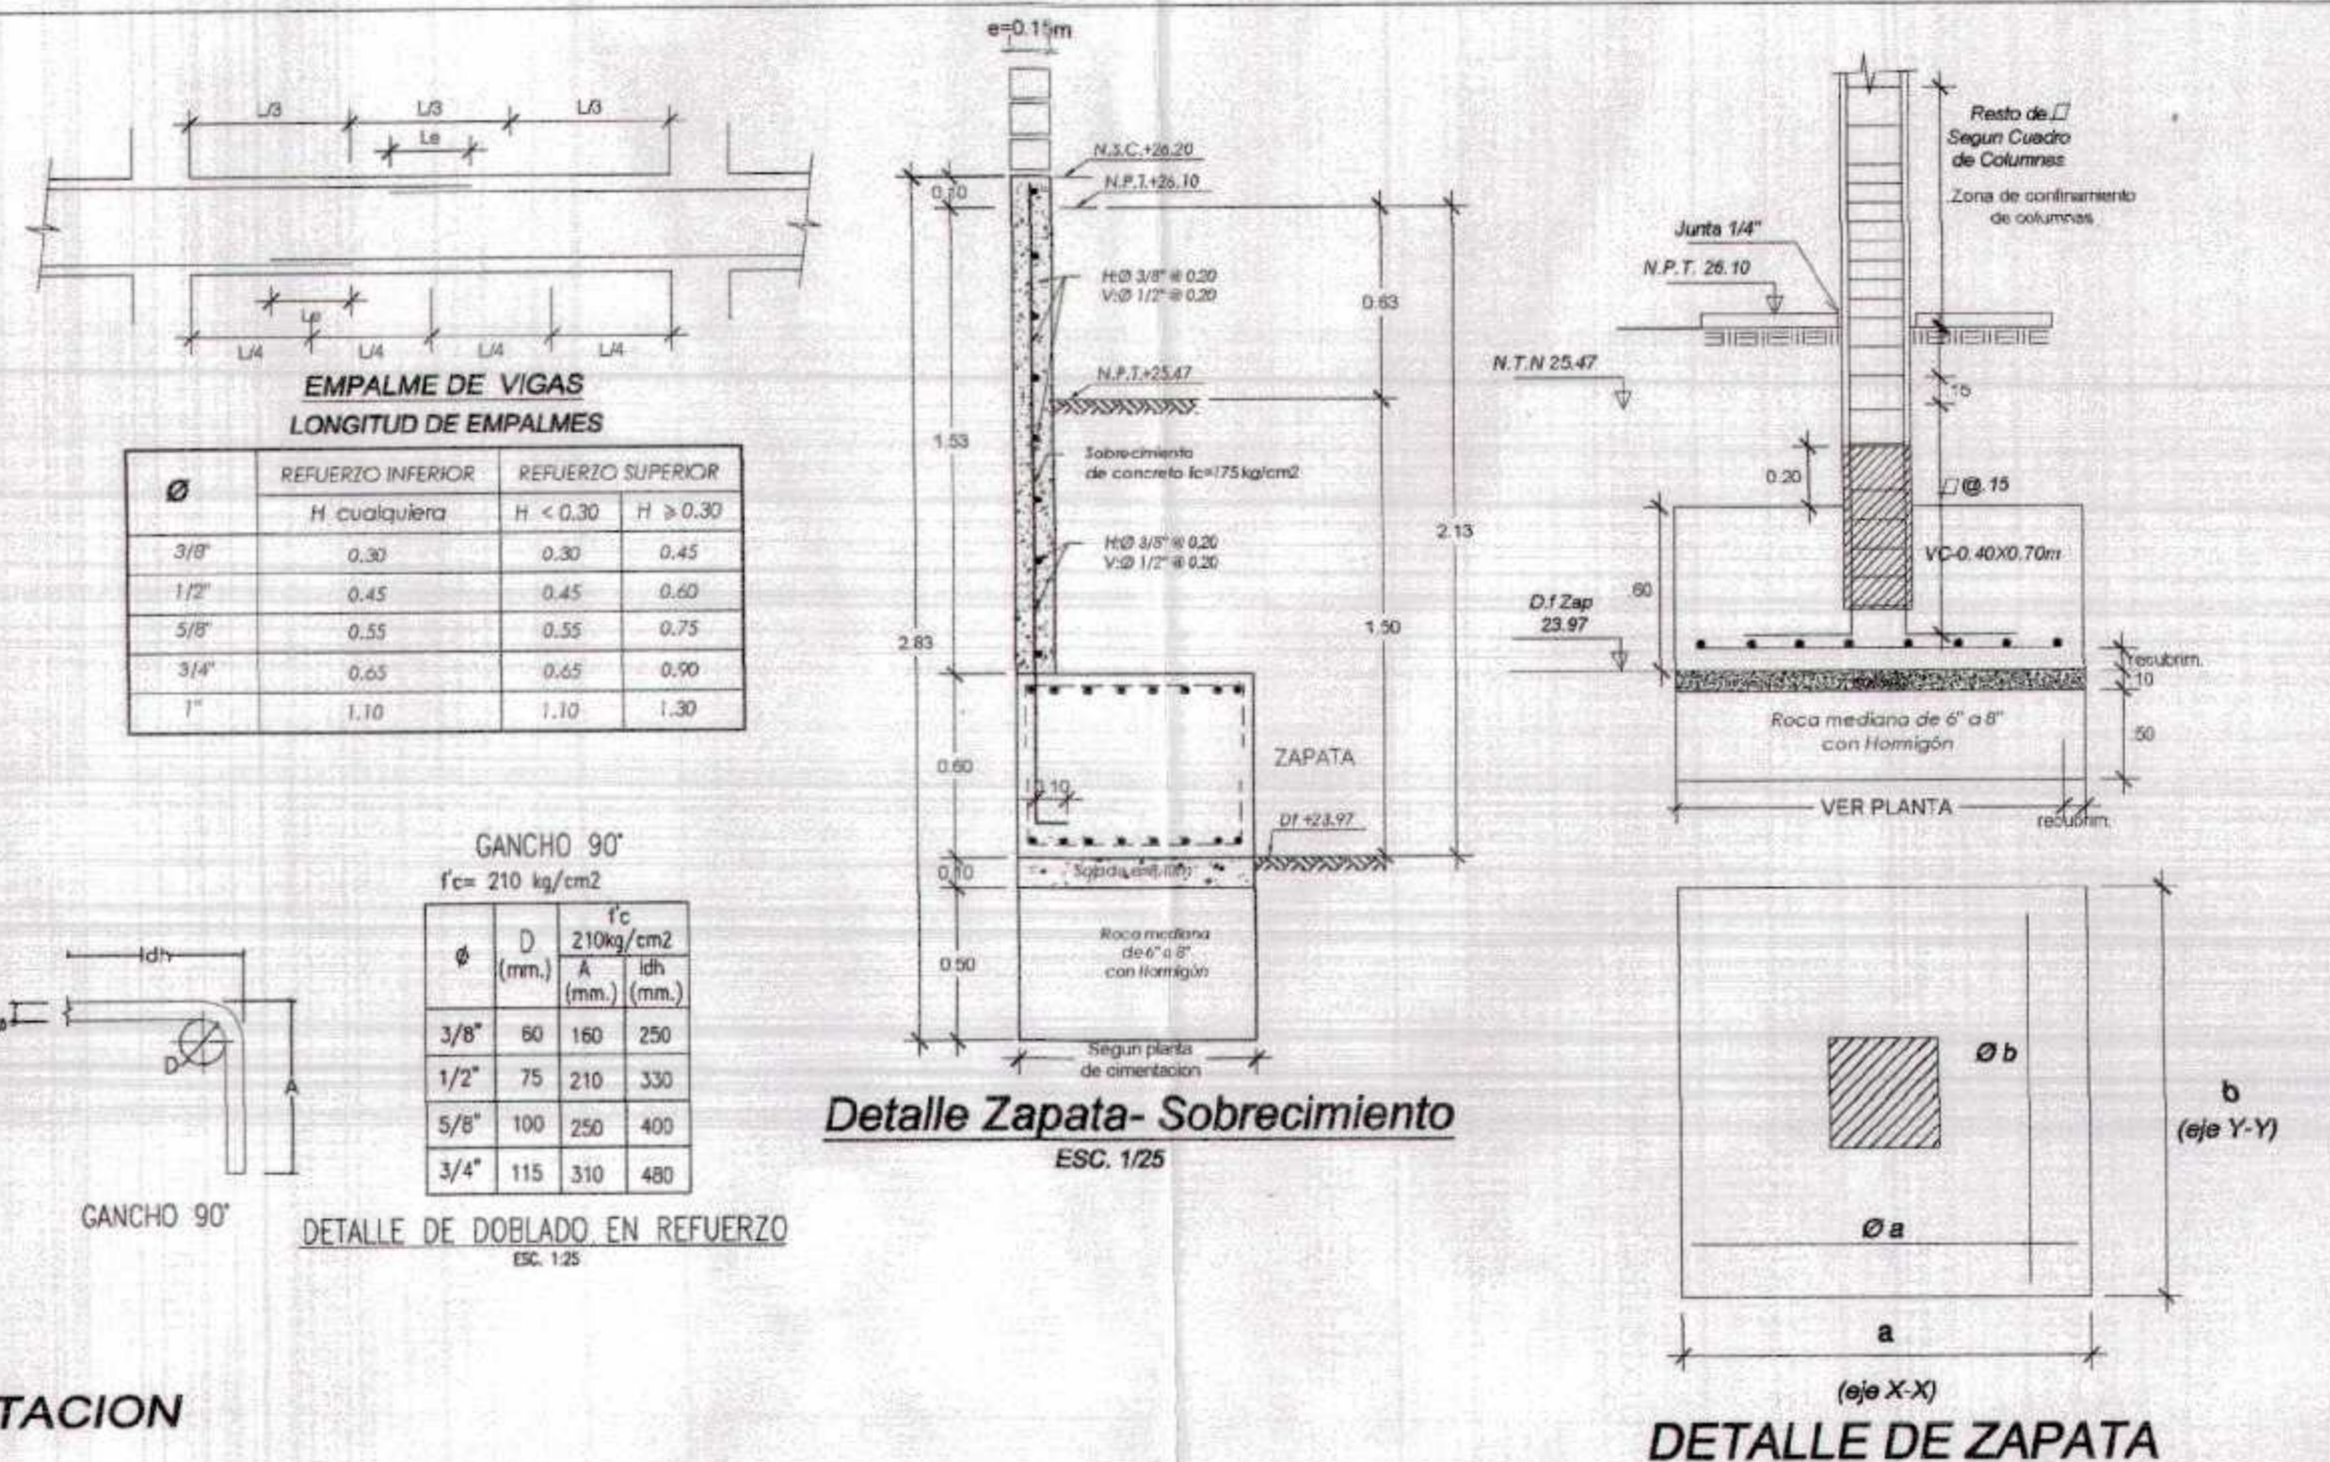 L/3 L/3 L/3
Le
Le
L/4 L/4 L/4 L/4
EMPALME DE VIGAS
LONGITUD DE EMPALMES
Ø REFUERZO INFERIOR REFUERZO SUPERIOR
H cualquiera H < 0.30 H ⩾ 0.30
3/8" 0.30 0.30 0.45
1/2" 0.45 0.45 0.60
5/8" 0.55 0.55 0.75
3/4" 0.65 0.65 0.90
1" 1.10 1.10 1.30
GANCHO 90°
f'c= 210 kg/cm2
ø D (mm.) f'c 210kg/cm2
A (mm.) ldh (mm.)
3/8" 60 160 250
1/2" 75 210 330
5/8" 100 250 400
3/4" 115 310 480
ldh
D
A
GANCHO 90°
DETALLE DE DOBLADO EN REFUERZO
ESC. 1:25
TACION
e=0.15m
N.S.C.+26.20
N.P.T.+26.10
0.10
H:Ø 3/8" @ 0.20
V:Ø 1/2" @ 0.20
0.63
N.P.T.+25.47
1.53
Sobrecimiento
de concreto fc=175kg/cm2
H:Ø 3/8" @ 0.20
V:Ø 1/2" @ 0.20
2.13
2.83
1.50
0.60
ZAPATA
0.10
Df +23.97
0.10
Roca mediana
de 6" a 8"
con Hormigón
0.50
Segun planta
de cimentacion
Detalle Zapata- Sobrecimiento
ESC. 1/25
Resto de
Segun Cuadro
de Columnas
Zona de confinamiento
de columnas
Junta 1/4"
N.P.T. 26.10
N.T.N 25.47
15
0.20
@.15
VC-0.40X0.70m
60
D.f Zap
23.97
recubrim.
10
Roca mediana de 6" a 8"
con Hormigón
50
VER PLANTA
recubrim.
Ø b
b
(eje Y-Y)
Ø a
a
(eje X-X)
DETALLE DE ZAPATA